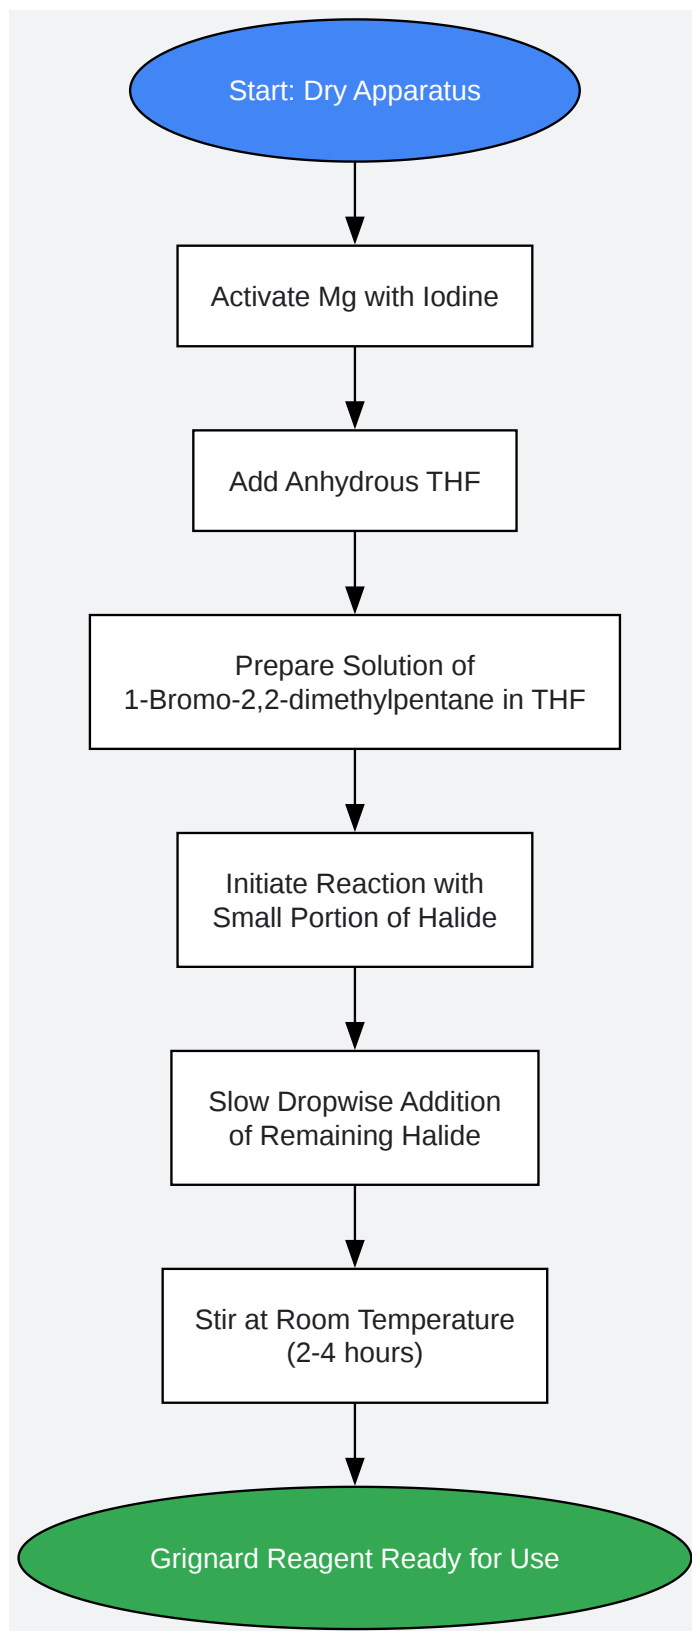 Start: Dry Apparatus
Activate Mg with Iodine
Add Anhydrous THF
Prepare Solution of
1-Bromo-2,2-dimethylpentane in THF
Initiate Reaction with
Small Portion of Halide
Slow Dropwise Addition
of Remaining Halide
Stir at Room Temperature
(2-4 hours)
Grignard Reagent Ready for Use